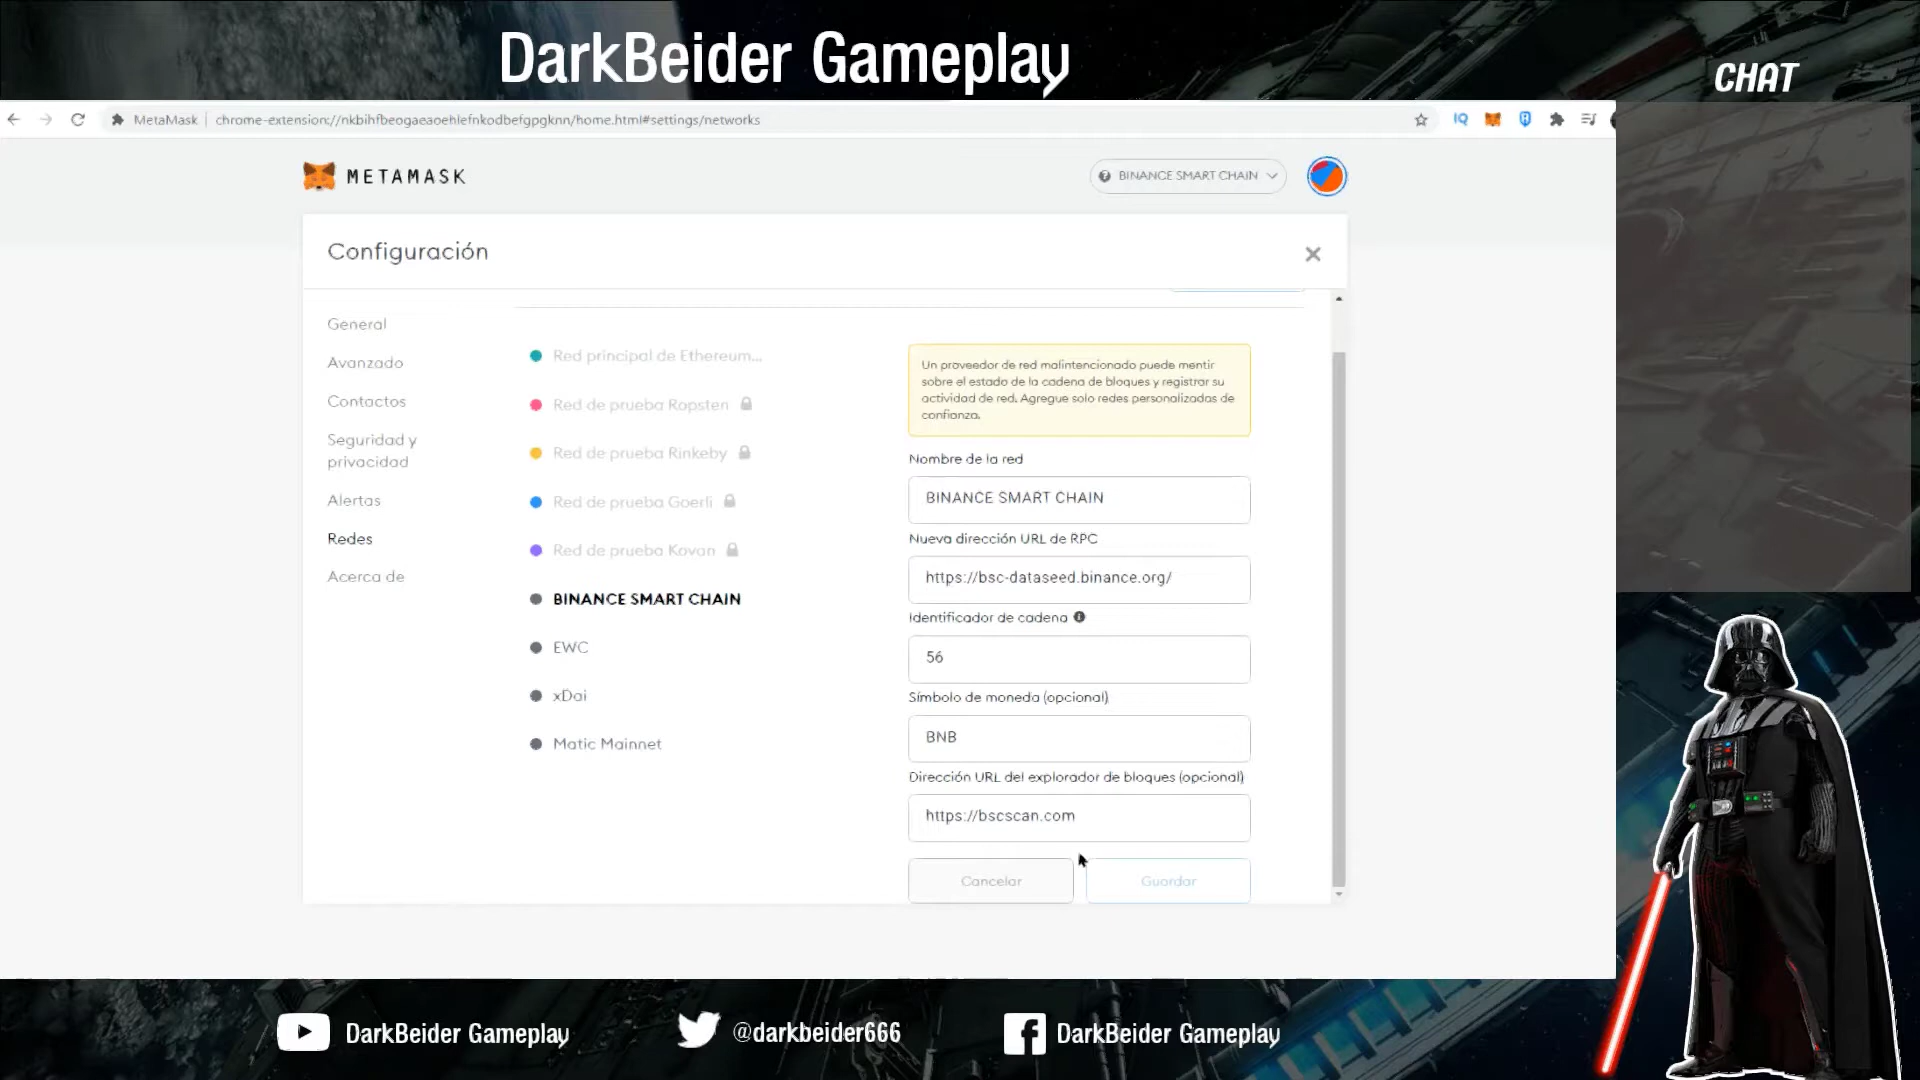 DarkBeider Gameplay
CHAT
MetaMask
chrome-extension://nkbihfbeogaeaoehlefnkodbefgpgknn/home.html#settings/networks
IQ
METAMASK
BINANCE SMART CHAIN
Configuración
General
Avanzado
Contactos
Seguridad y
privacidad
Alertas
Redes
Acerca de
Red principal de Ethereum...
Red de prueba Ropsten
Red de prueba Rinkeby
Red de prueba Goerli
Red de prueba Kovan
BINANCE SMART CHAIN
EWC
xDai
Matic Mainnet
Un proveedor de red malintencionado puede mentir
sobre el estado de la cadena de bloques y registrar su
actividad de red. Agregue solo redes personalizadas de
confianza.
Nombre de la red
BINANCE SMART CHAIN
Nueva dirección URL de RPC
https://bsc-dataseed.binance.org/
Identificador de cadena
56
Símbolo de moneda (opcional)
BNB
Dirección URL del explorador de bloques (opcional)
https://bscscan.com
Cancelar
Guardar
DarkBeider Gameplay
@darkbeider666
DarkBeider Gameplay